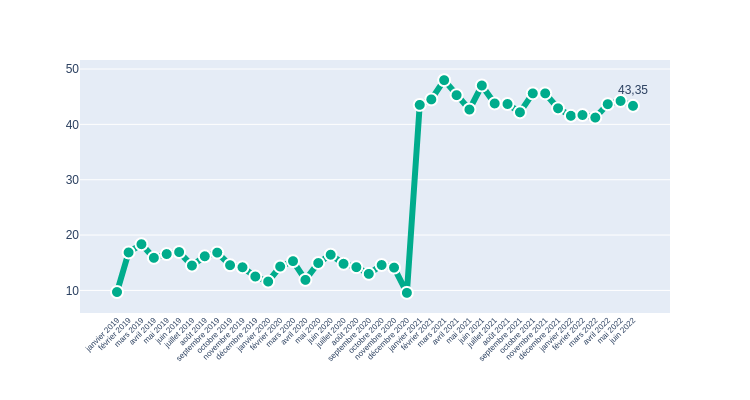 50
40
30
20
10
43,35
janvier 2019
février 2019
mars 2019
avril 2019
mai 2019
juin 2019
juillet 2019
août 2019
septembre 2019
octobre 2019
novembre 2019
décembre 2019
janvier 2020
février 2020
mars 2020
avril 2020
mai 2020
juin 2020
juillet 2020
août 2020
septembre 2020
octobre 2020
novembre 2020
décembre 2020
janvier 2021
février 2021
mars 2021
avril 2021
mai 2021
juin 2021
juillet 2021
août 2021
septembre 2021
octobre 2021
novembre 2021
décembre 2021
janvier 2022
février 2022
mars 2022
avril 2022
mai 2022
juin 2022